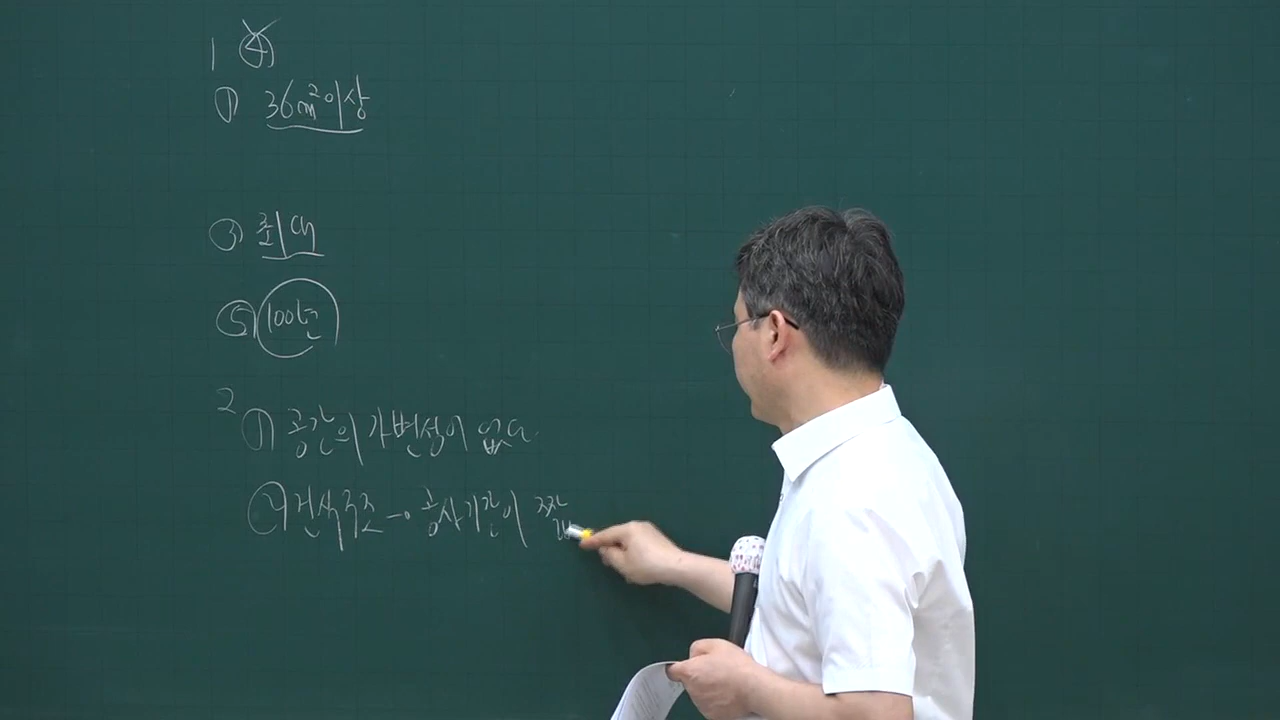 1 ④
① 36m²이상
③ 최대
⑤ 100년
2 ① 공간의 가변성이 없다.
② 건식구조 → 공사기간이 짧